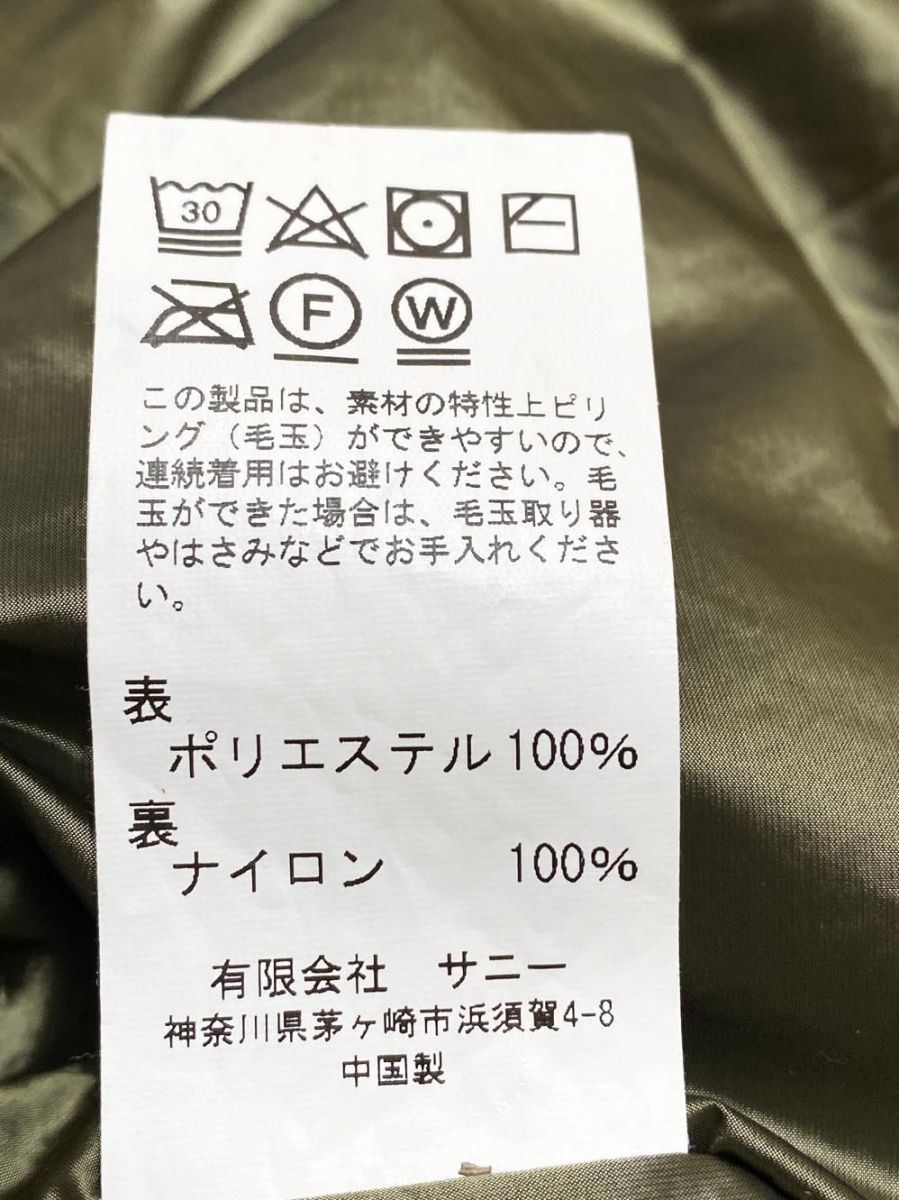 30
F W
この製品は、素材の特性上ピリ
ング（毛玉）ができやすいので、
連続着用はお避けください。毛
玉ができた場合は、毛玉取り器
やはさみなどでお手入れくださ
い。
表
ポリエステル100%
裏
ナイロン 100%
有限会社 サニー
神奈川県茅ヶ崎市浜須賀4-8
中国製